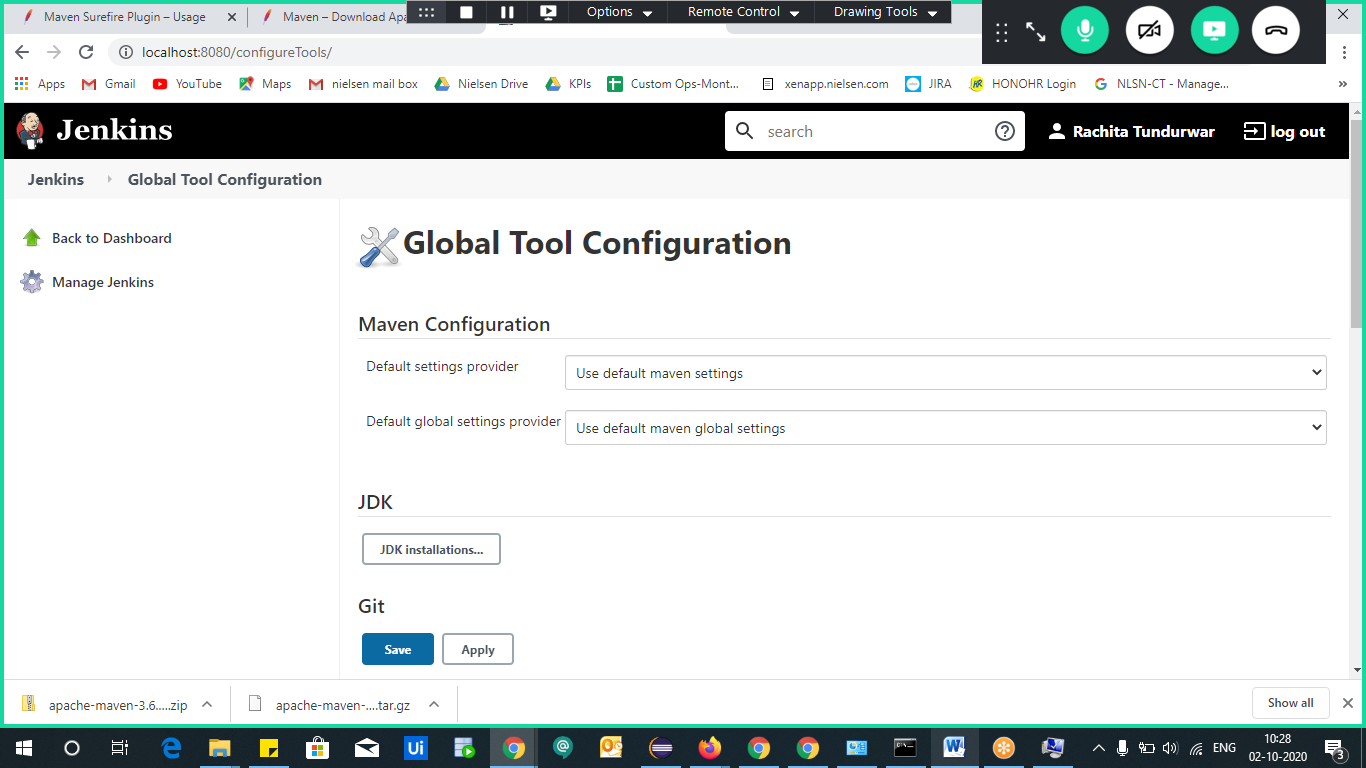 Maven Surefire Plugin – Usage
Maven – Download Apa
Options
Remote Control
Drawing Tools
localhost:8080/configureTools/
Apps
Gmail
YouTube
Maps
nielsen mail box
Nielsen Drive
KPIs
Custom Ops-Mont...
xenapp.nielsen.com
JIRA
HONOHR Login
NLSN-CT - Manage...
Jenkins
search
Rachita Tundurwar
log out
Jenkins
Global Tool Configuration
Back to Dashboard
Manage Jenkins
Global Tool Configuration
Maven Configuration
Default settings provider
Use default maven settings
Default global settings provider
Use default maven global settings
JDK
JDK installations...
Git
Save
Apply
apache-maven-3.6.....zip
apache-maven-....tar.gz
Show all
Ui
ENG
10:28
02-10-2020
3